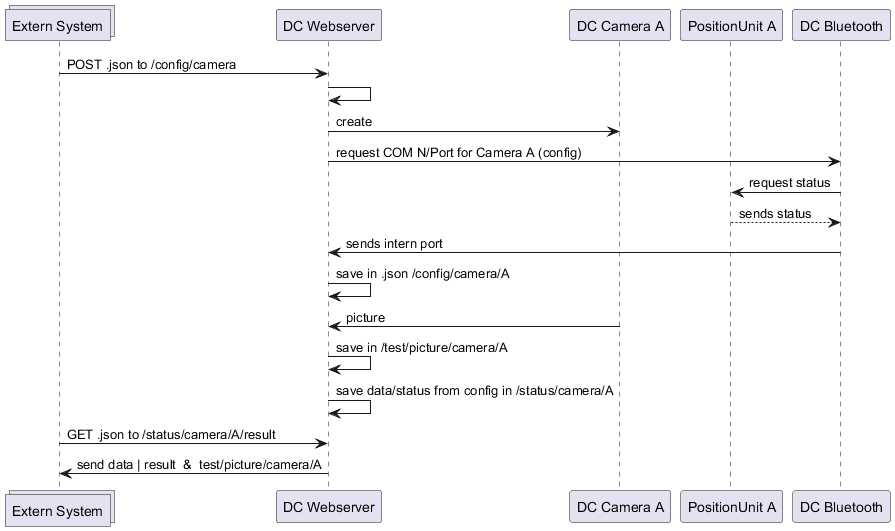 Extern System
DC Webserver
DC Camera A
PositionUnit A
DC Bluetooth
POST .json to /config/camera
create
request COM N/Port for Camera A (config)
request status
sends status
sends intern port
save in .json /config/camera/A
picture
save in /test/picture/camera/A
save data/status from config in /status/camera/A
GET .json to /status/camera/A/result
send data | result & test/picture/camera/A
Extern System
DC Webserver
DC Camera A
PositionUnit A
DC Bluetooth